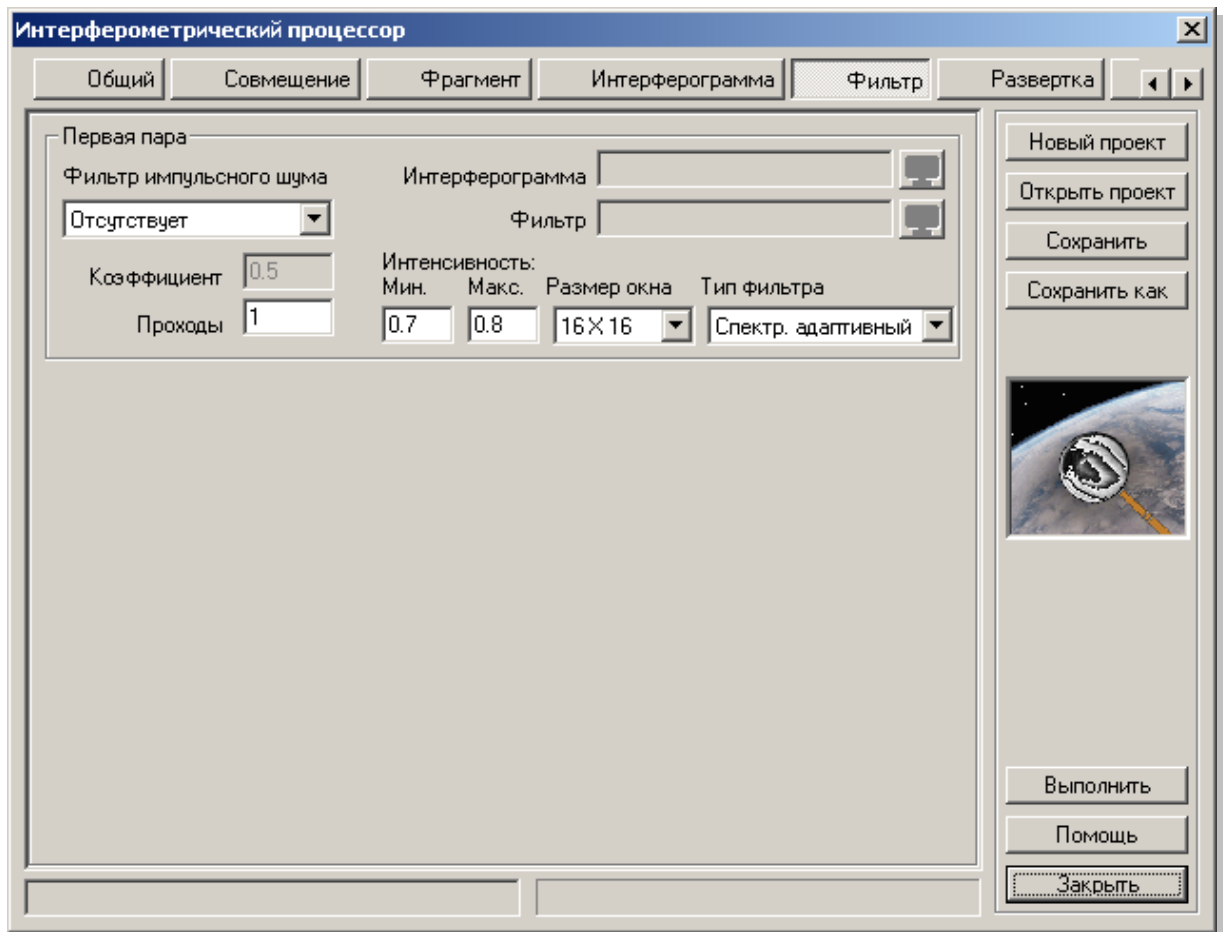 Интерферометрический процессор
Общий
Совмещение
Фрагмент
Интерферограмма
Фильтр
Развертка
Первая пара
Фильтр импульсного шума
Отсутствует
Коэффициент 0.5
Проходы 1
Интерферограмма
Фильтр
Интенсивность:
Мин. Макс. Размер окна Тип фильтра
0.7 0.8 16 X 16 Спектр. адаптивный
Новый проект
Открыть проект
Сохранить
Сохранить как
Выполнить
Помощь
Закрыть